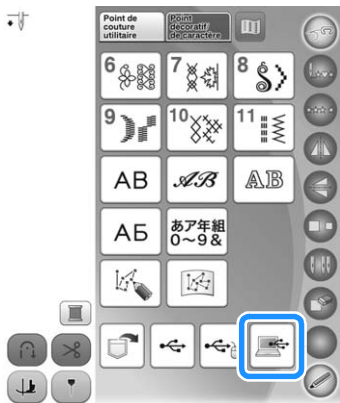 Point de
couture
utilitaire
Point
décoratif
de caractère
6
7
8
9
10
11
AB
AB
AB
АБ
あア年組
0～9&